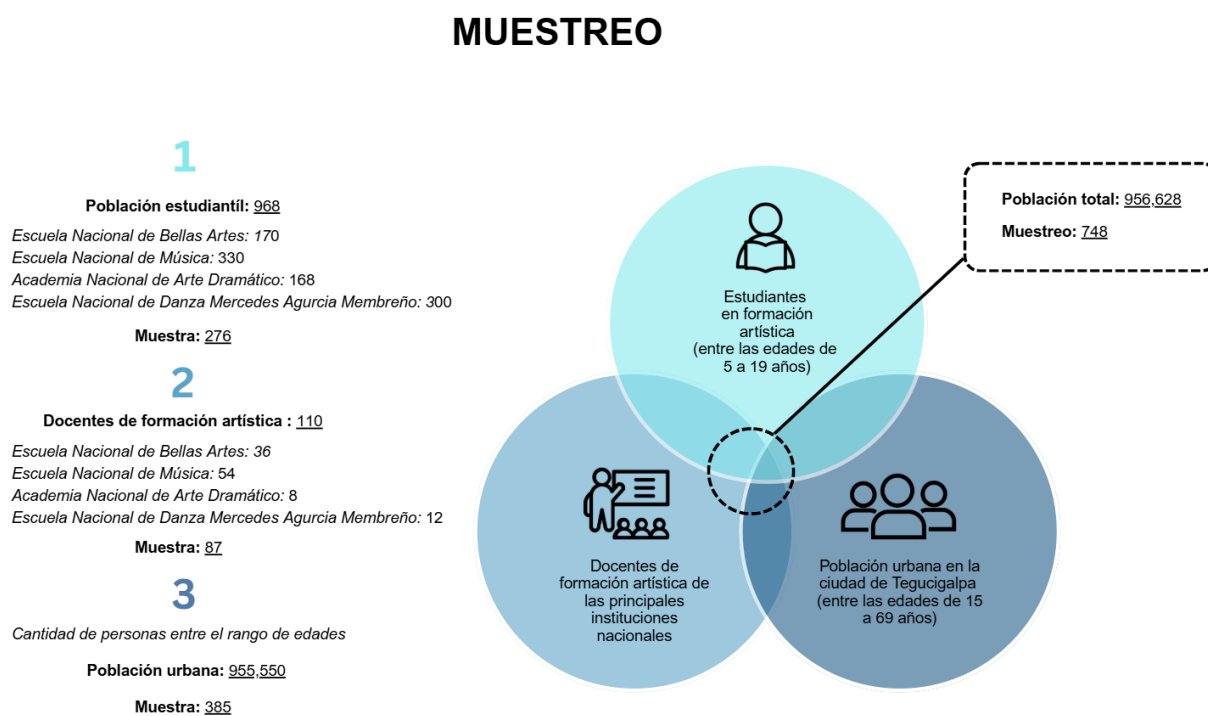 MUESTREO
1
Población estudiantíl: 968
Escuela Nacional de Bellas Artes: 170
Escuela Nacional de Música: 330
Academia Nacional de Arte Dramático: 168
Escuela Nacional de Danza Mercedes Agurcia Membreño: 300
Muestra: 276
2
Docentes de formación artística : 110
Escuela Nacional de Bellas Artes: 36
Escuela Nacional de Música: 54
Academia Nacional de Arte Dramático: 8
Escuela Nacional de Danza Mercedes Agurcia Membreño: 12
Muestra: 87
3
Cantidad de personas entre el rango de edades
Población urbana: 955,550
Muestra: 385
Estudiantes
en formación
artística
(entre las edades de
5 a 19 años)
Docentes de
formación artística de
las principales
instituciones
nacionales
Población urbana en la
ciudad de Tegucigalpa
(entre las edades de 15
a 69 años)
Población total: 956,628
Muestreo: 748